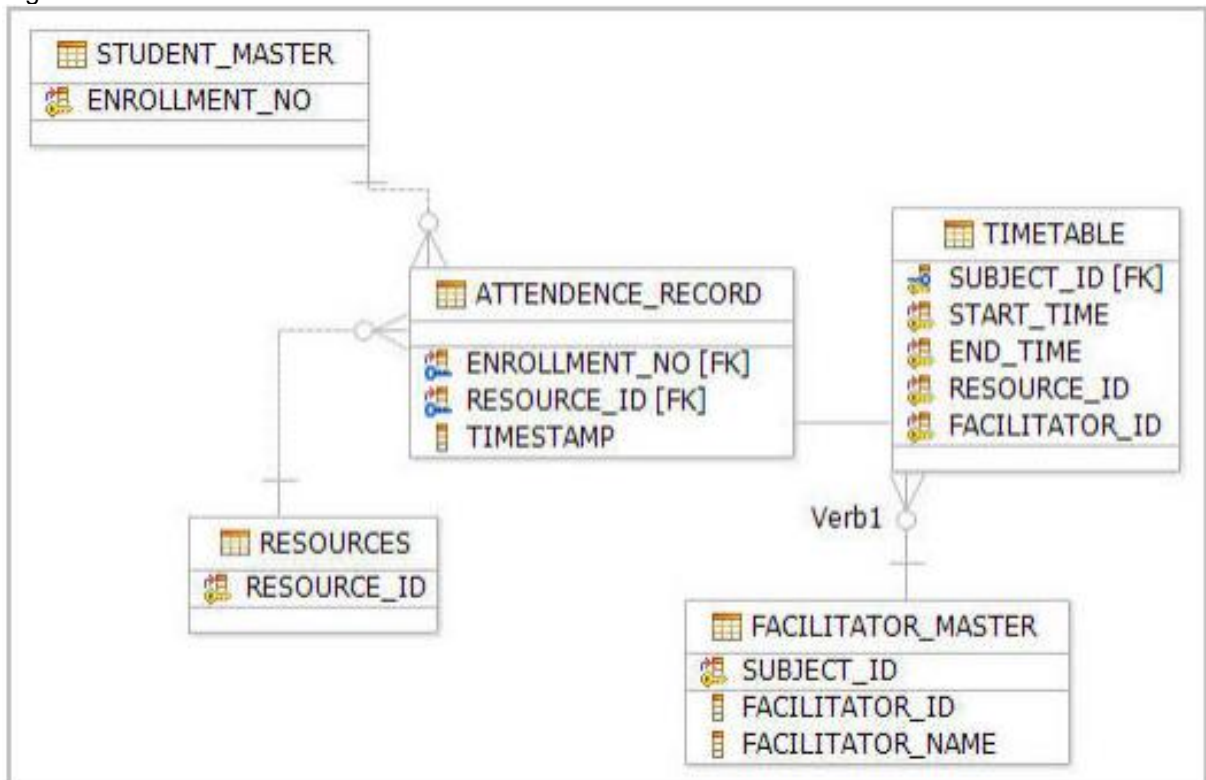 STUDENT_MASTER
ENROLLMENT_NO
ATTENDENCE_RECORD
ENROLLMENT_NO [FK]
RESOURCE_ID [FK]
TIMESTAMP
TIMETABLE
SUBJECT_ID [FK]
START_TIME
END_TIME
RESOURCE_ID
FACILITATOR_ID
Verb1
RESOURCES
RESOURCE_ID
FACILITATOR_MASTER
SUBJECT_ID
FACILITATOR_ID
FACILITATOR_NAME